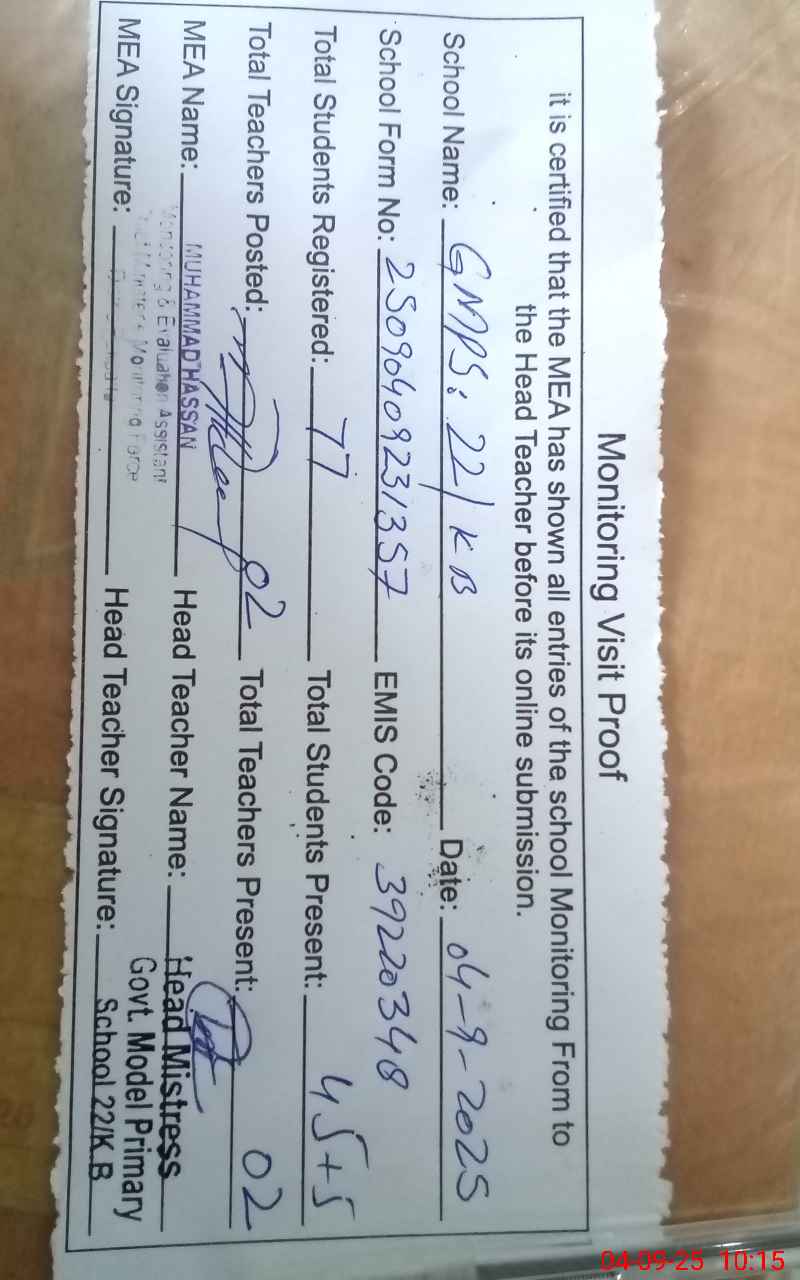 Monitoring Visit Proof
it is certified that the MEA has shown all entries of the school Monitoring From to
the Head Teacher before its online submission.
School Name: GMPS: 22/KB Date: 04-9-2025
School Form No: 25090409231357 EMIS Code: 39220348
Total Students Registered: 77 Total Students Present: 45+5
Total Teachers Posted: 02 Total Teachers Present: 02
MEA Name: MUHAMMAD HASSAN Head Teacher Name: Head Mistress
Monitoring & Evaluation Assistant Govt. Model Primary
MEA Signature: Head Teacher Signature: School 22/K.B
Monitoring Force
04-09-25 10:15